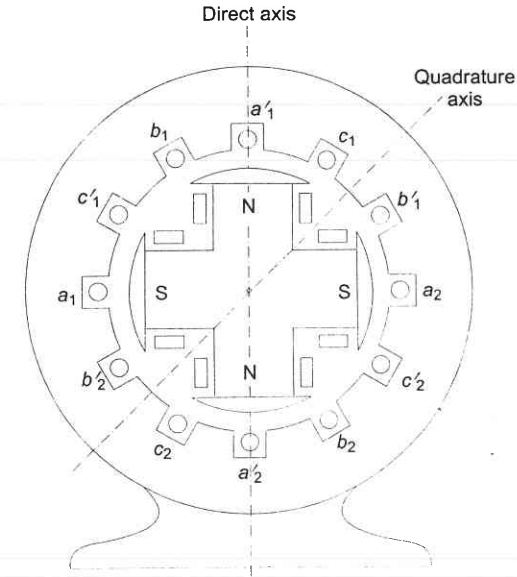 Direct axis
Quadrature
axis
a'1
b1
c1
c'1
b'1
N
a1
S
S
a2
b'2
c'2
N
c2
b2
a'2